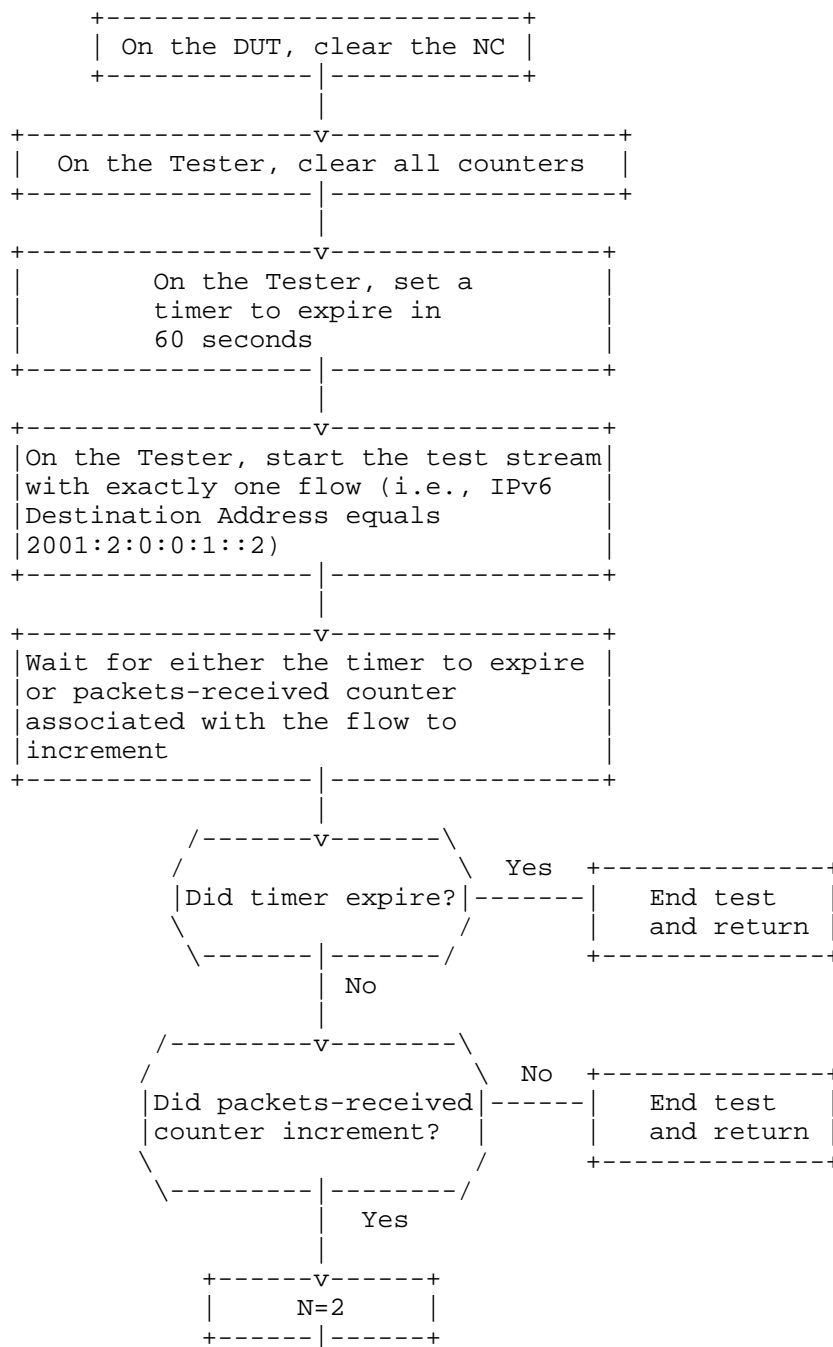 On the DUT, clear the NC
On the Tester, clear all counters
On the Tester, set a
timer to expire in
60 seconds
On the Tester, start the test stream
with exactly one flow (i.e., IPv6
Destination Address equals
2001:2:0:0:1::2)
Wait for either the timer to expire
or packets-received counter
associated with the flow to
increment
Yes
Did timer expire?
End test
and return
No
No
Did packets-received
counter increment?
End test
and return
Yes
N=2